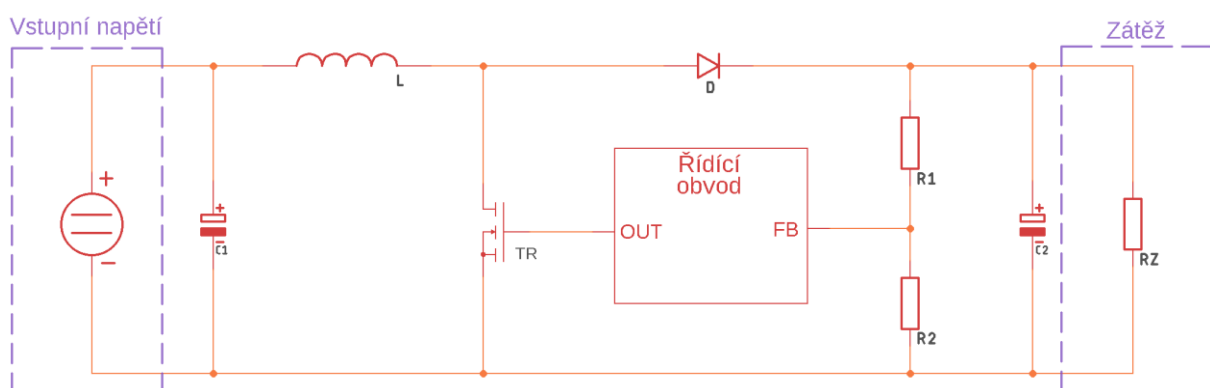 Vstupní napětí
Zátěž
+
L
D
Řídící
obvod
R1
+
C1
−
+
−
OUT
FB
TR
+
C2
−
RZ
R2